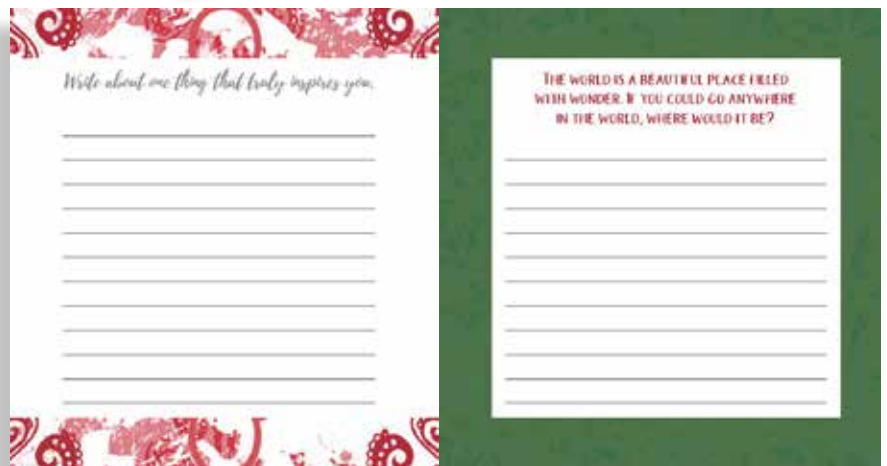 Write about one thing that truly inspires you.
THE WORLD IS A BEAUTIFUL PLACE FILLED
WITH WONDER. IF YOU COULD GO ANYWHERE
IN THE WORLD, WHERE WOULD IT BE?